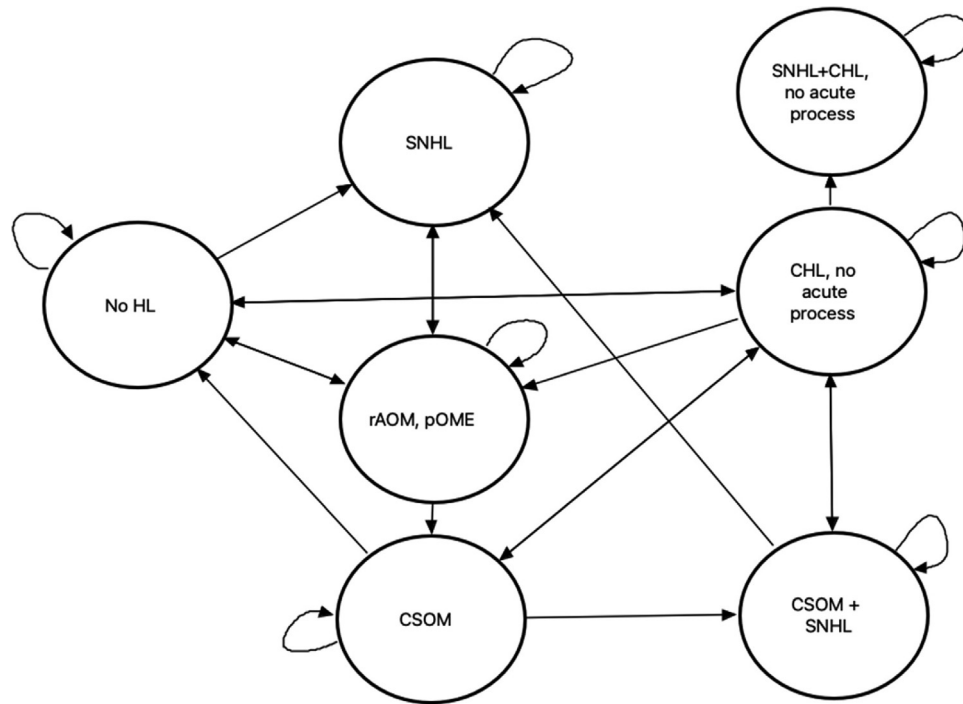 SNHL+CHL,
no acute
process
SNHL
CHL, no
acute
process
No HL
rAOM, pOME
CSOM
CSOM +
SNHL